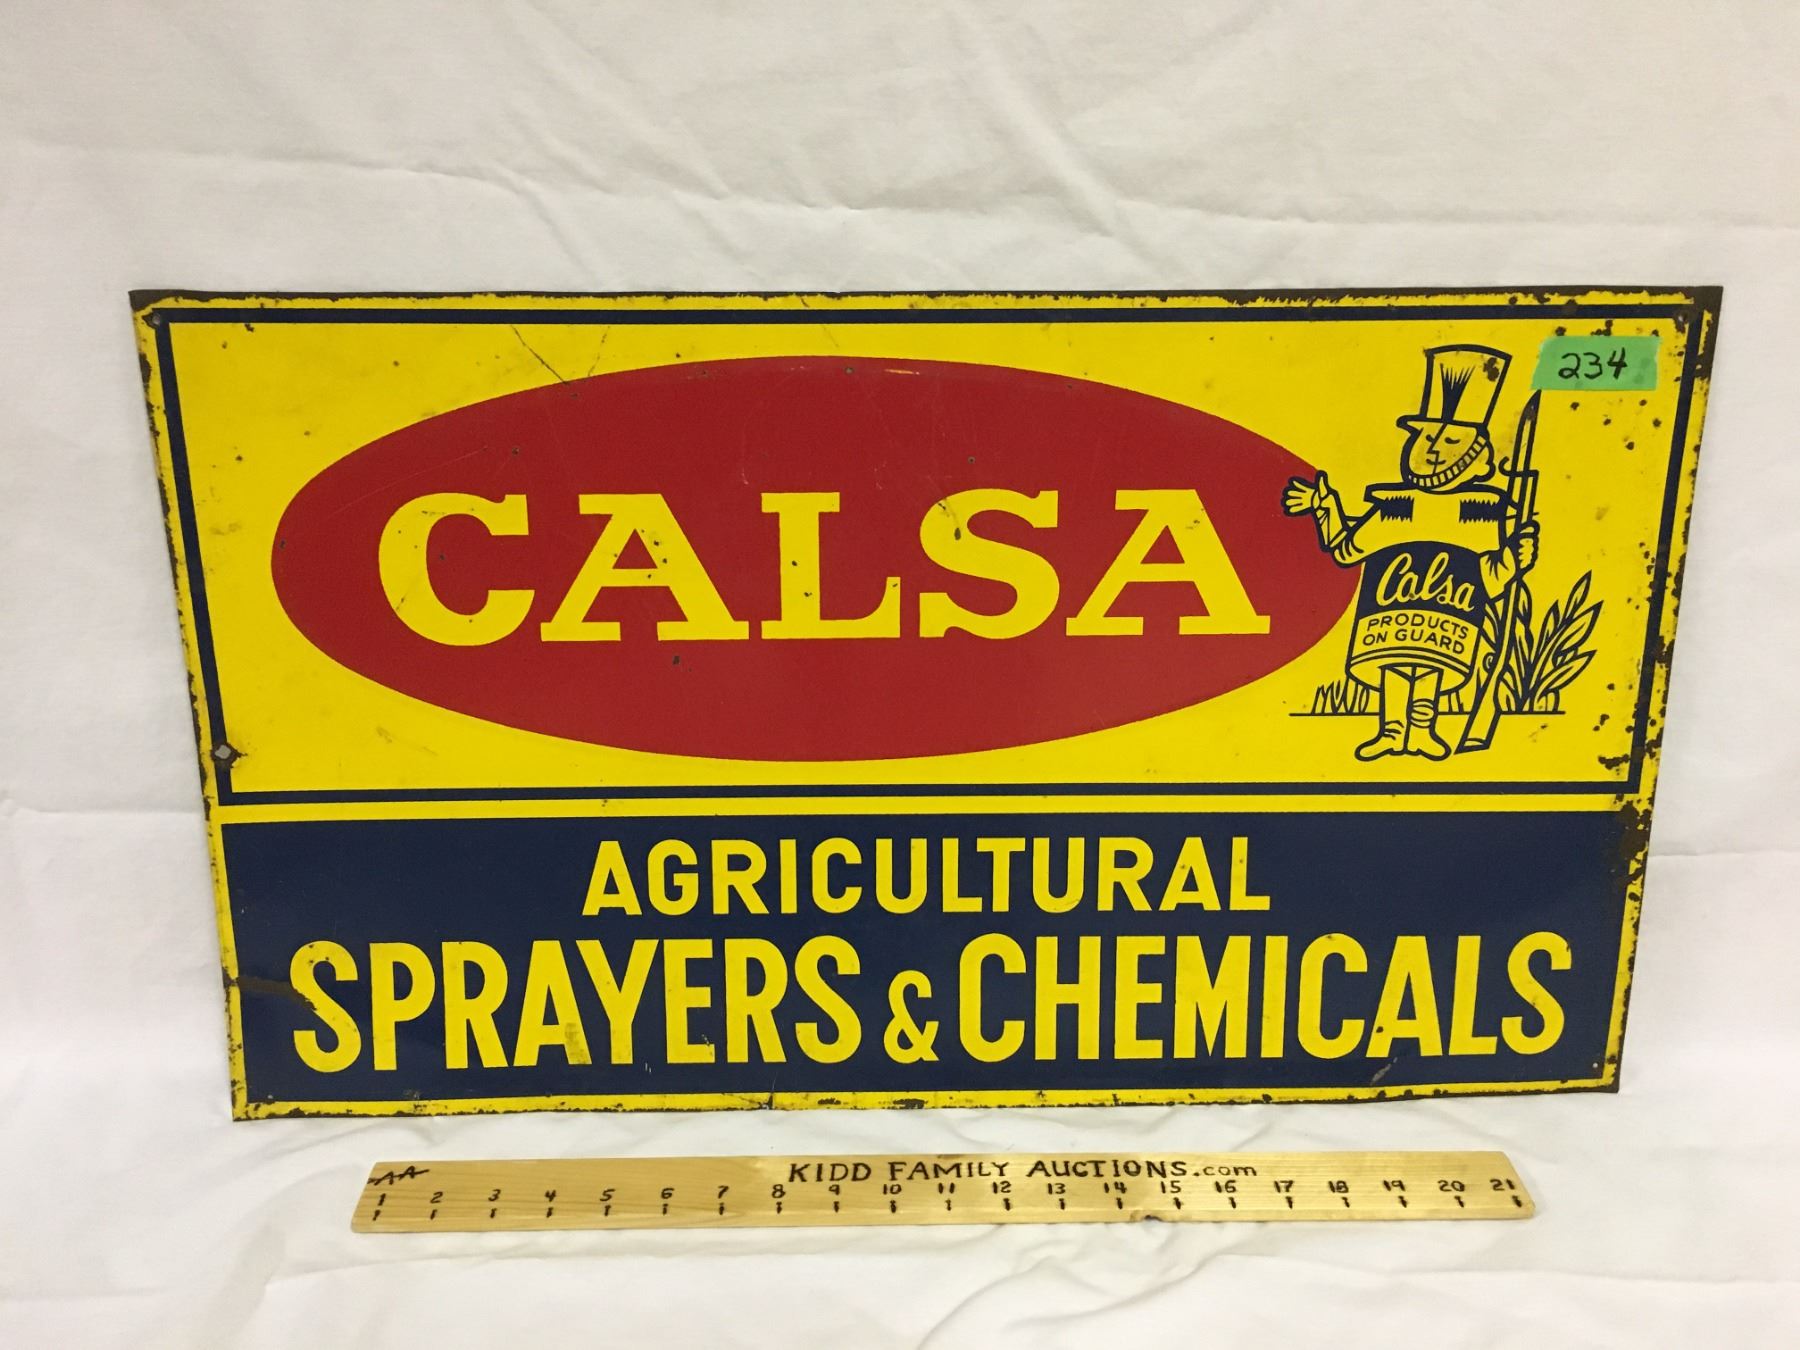 234
CALSA
Calsa
PRODUCTS
ON GUARD
AGRICULTURAL
SPRAYERS & CHEMICALS
KIDD FAMILY AUCTIONS.com
1 2 3 4 5 6 7 8 9 10 11 12 13 14 15 16 17 18 19 20 21